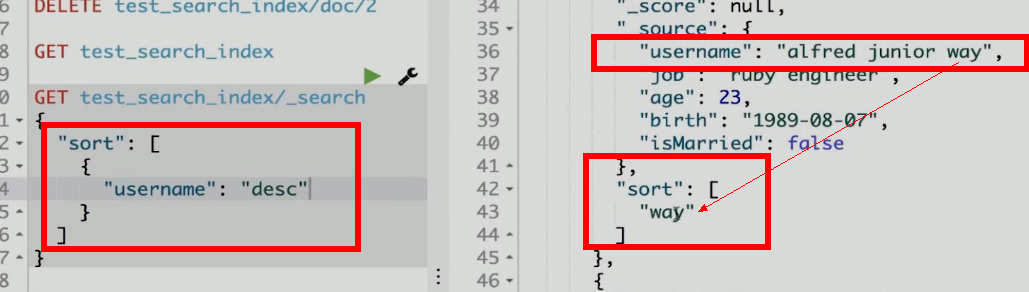 6 DELETE test_search_index/doc/2
7
8 GET test_search_index
9
0 GET test_search_index/_search
1 {
2 "sort": [
3 {
4 "username": "desc"
5 }
6 ]
7 }
8
34 "_score": null,
35 "_source": {
36 "username": "alfred junior way",
37 "job": "ruby engineer",
38 "age": 23,
39 "birth": "1989-08-07",
40 "isMarried": false
41 },
42 "sort": [
43 "way"
44 ]
45 },
46 {